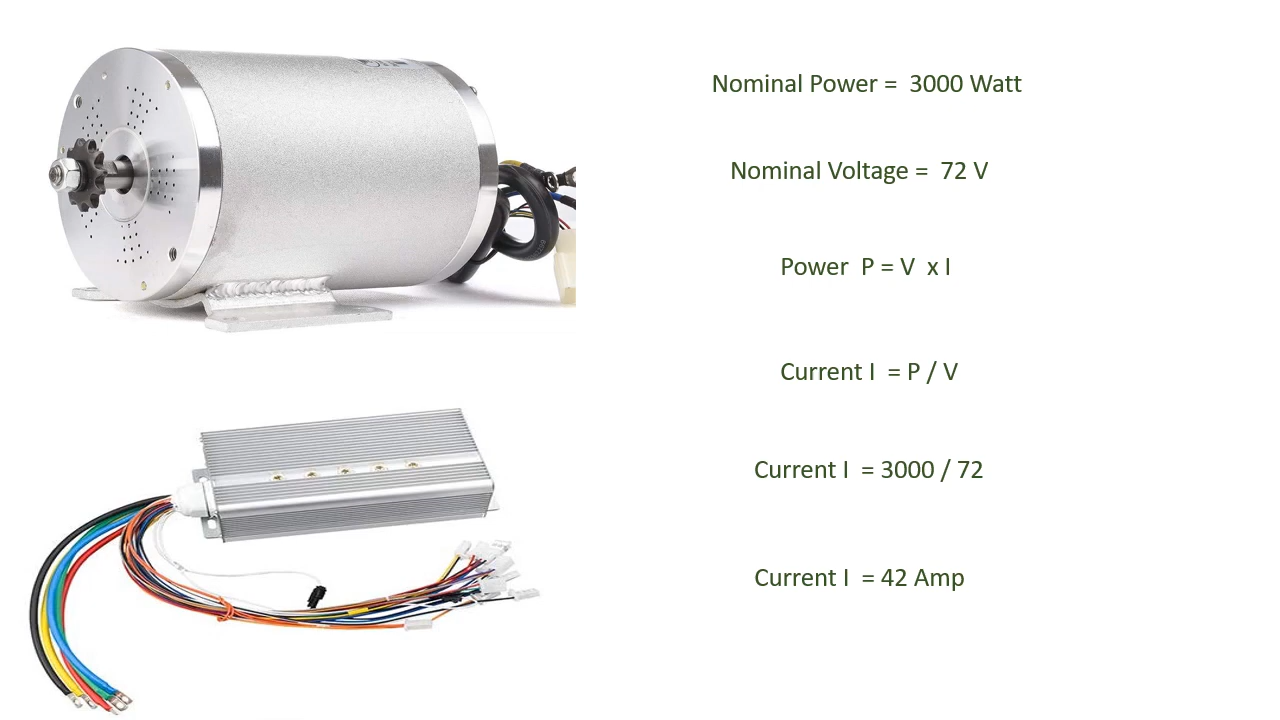 Nominal Power = 3000 Watt
Nominal Voltage = 72 V
Power P = V x I
Current I = P / V
Current I = 3000 / 72
Current I = 42 Amp